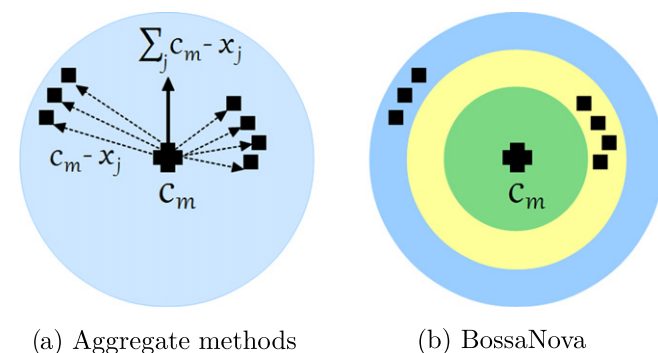 ∑ⱼ cₘ- xⱼ
cₘ- xⱼ
cₘ
cₘ
(a) Aggregate methods
(b) BossaNova